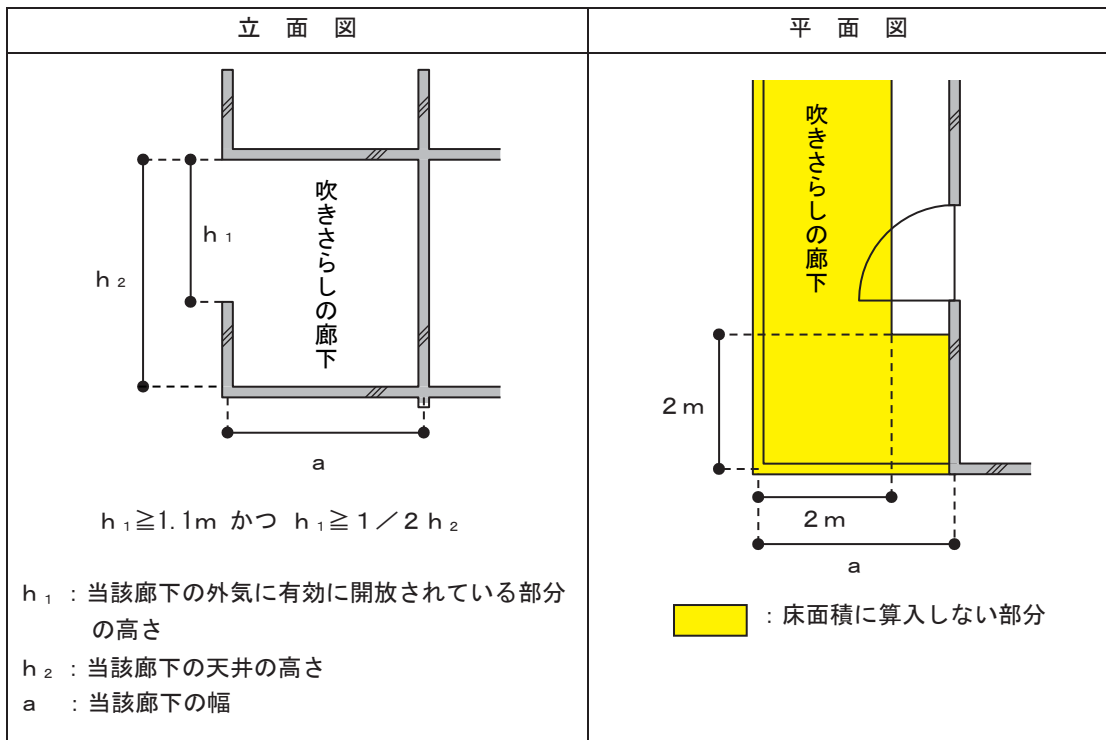 立 面 図
吹きさらしの廊下
h₁
h₂
a
h₁≧1.1m かつ h₁≧1／2 h₂
h₁ : 当該廊下の外気に有効に開放されている部分
の高さ
h₂ : 当該廊下の天井の高さ
a : 当該廊下の幅
平 面 図
吹きさらしの廊下
2m
2m
a
: 床面積に算入しない部分